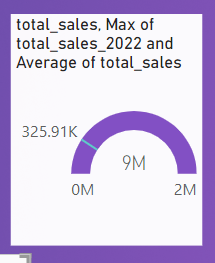 total_sales, Max of
total_sales_2022 and
Average of total_sales
325.91K
9M
0M
2M